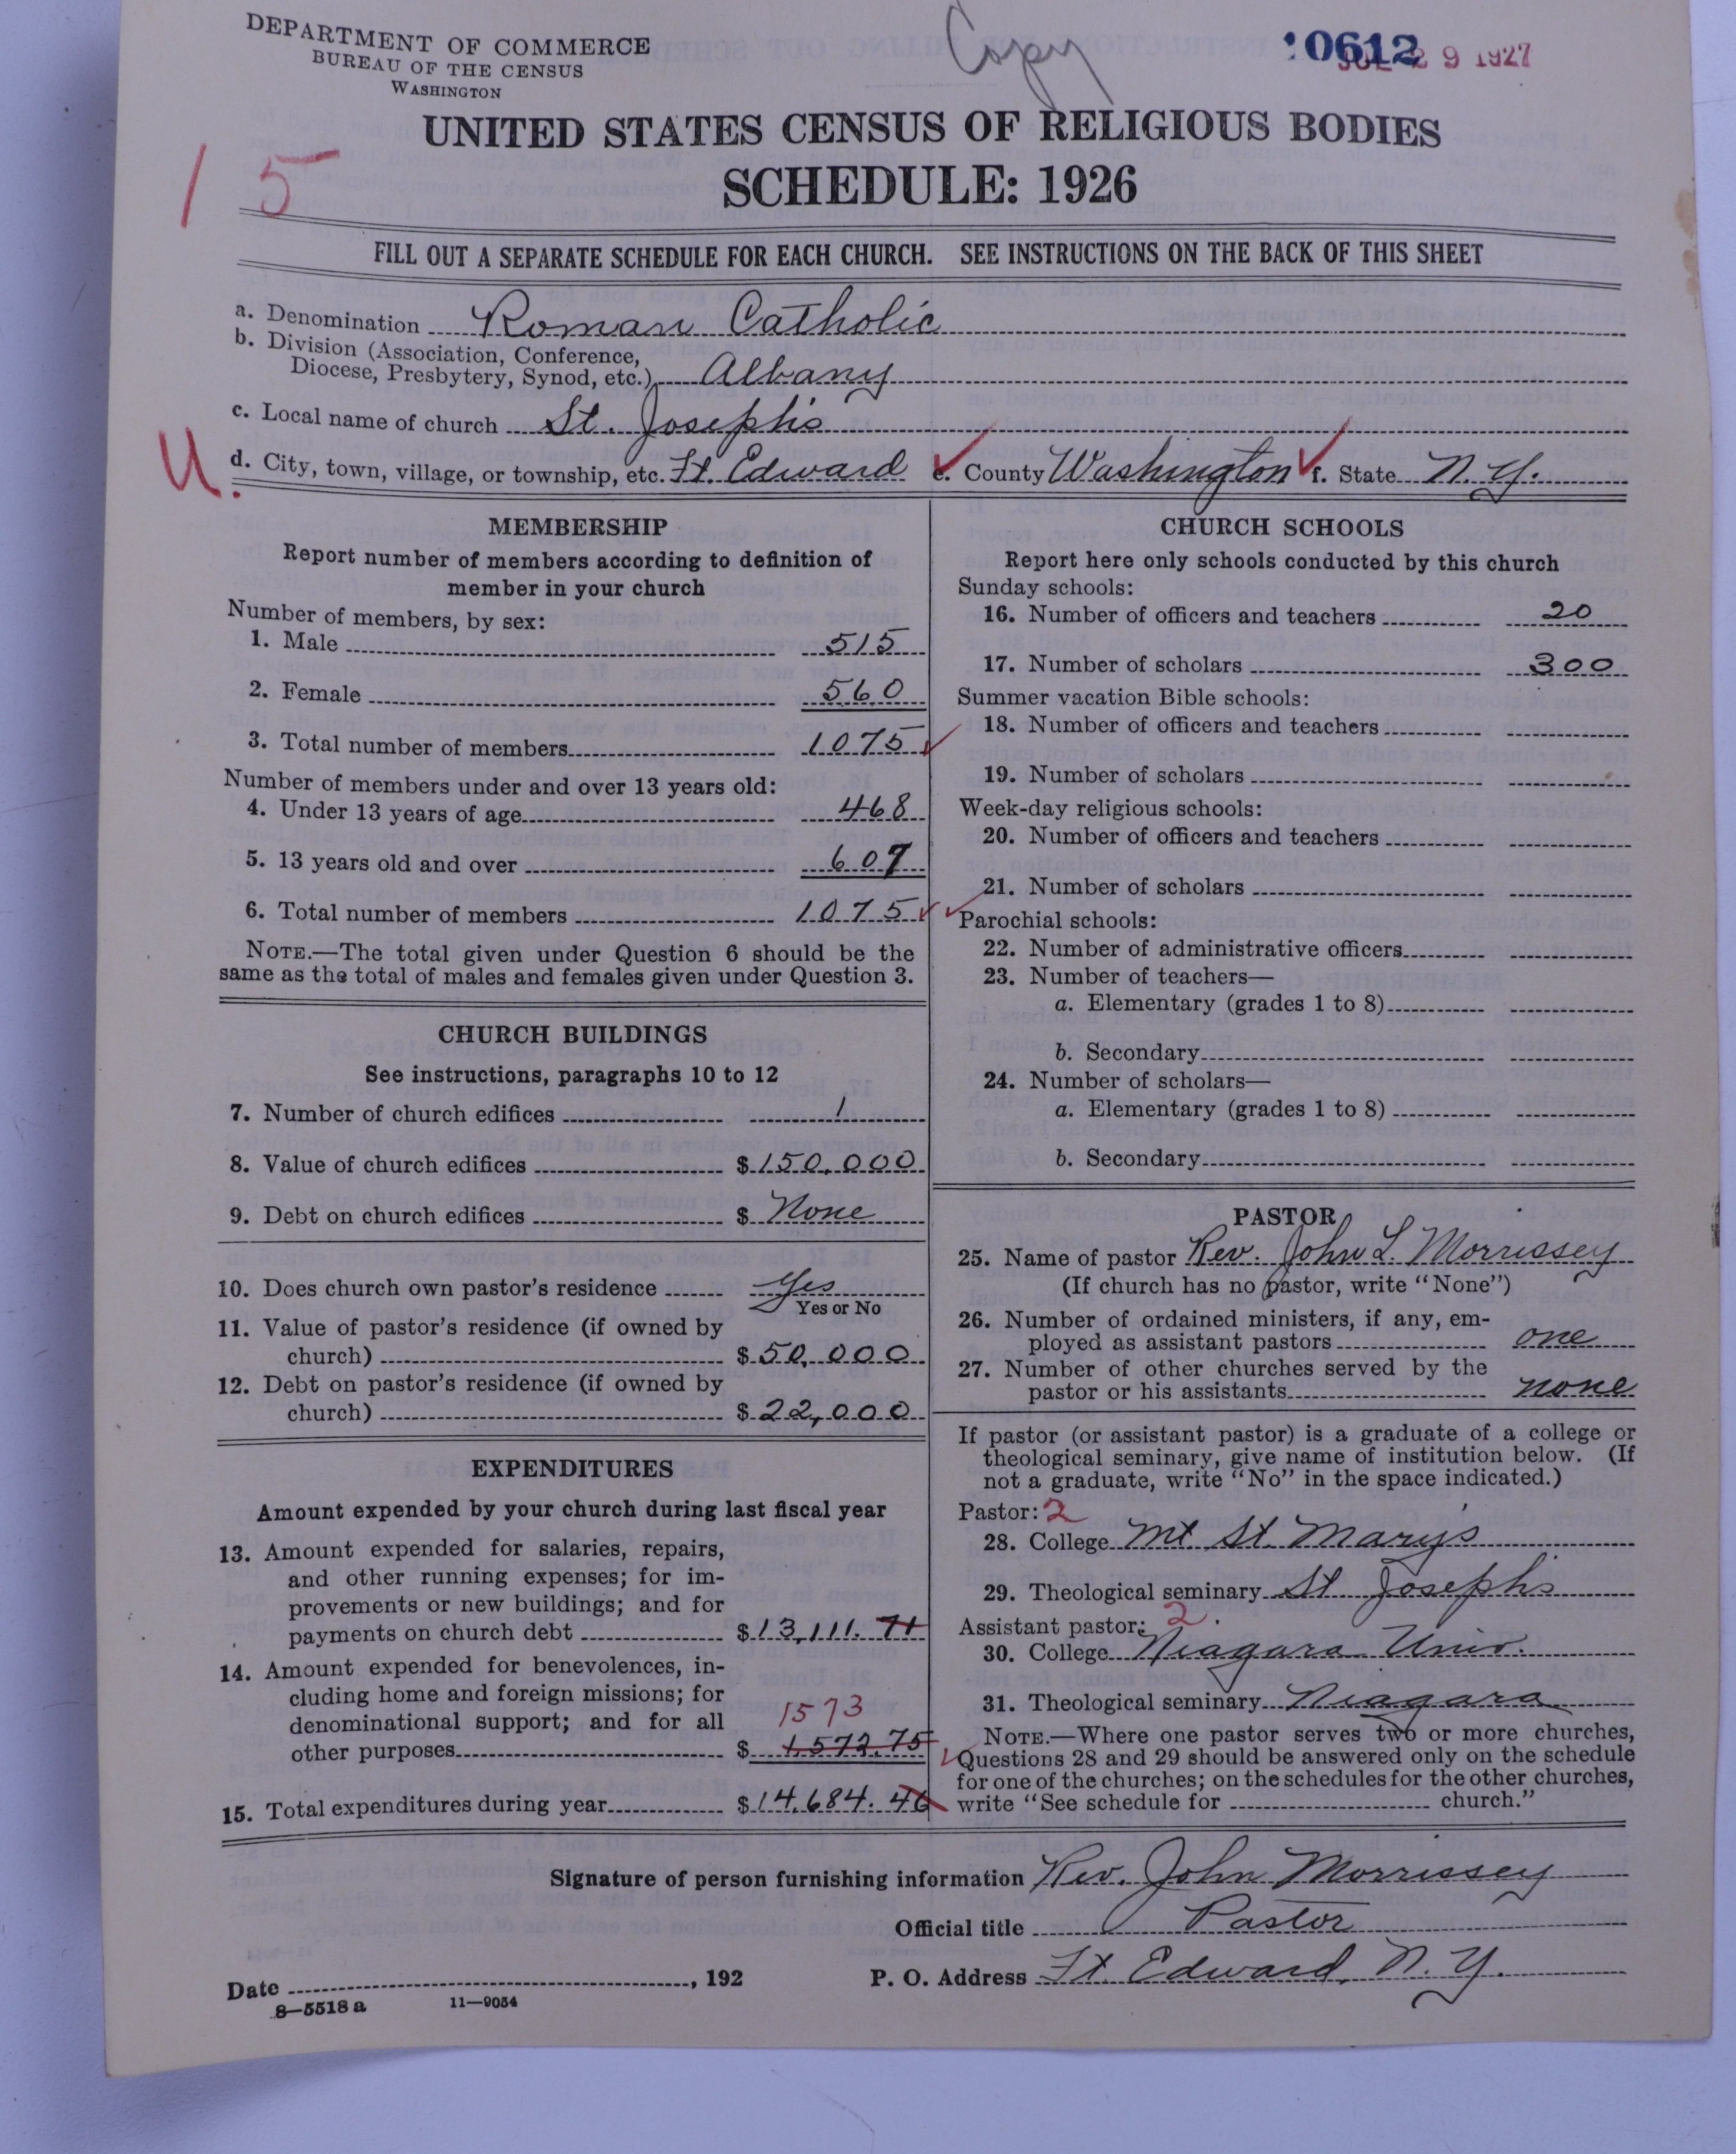 DEPARTMENT OF COMMERCE
BUREAU OF THE CENSUS
WASHINGTON
Copy
10612
29 1927
UNITED STATES CENSUS OF RELIGIOUS BODIES
SCHEDULE: 1926
15
FILL OUT A SEPARATE SCHEDULE FOR EACH CHURCH. SEE INSTRUCTIONS ON THE BACK OF THIS SHEET
a. Denomination Roman Catholic
b. Division (Association, Conference,
Diocese, Presbytery, Synod, etc.) Albany
c. Local name of church St. Joseph's
U.
d. City, town, village, or township, etc. Ft. Edward e. County Washington f. State N. Y.
MEMBERSHIP
Report number of members according to definition of
member in your church
Number of members, by sex:
1. Male 515
2. Female 560
3. Total number of members 1075
Number of members under and over 13 years old:
4. Under 13 years of age 468
5. 13 years old and over 607
6. Total number of members 1075
NOTE.—The total given under Question 6 should be the
same as the total of males and females given under Question 3.
CHURCH BUILDINGS
See instructions, paragraphs 10 to 12
7. Number of church edifices 1
8. Value of church edifices $150,000
9. Debt on church edifices $ None
10. Does church own pastor's residence Yes
Yes or No
11. Value of pastor's residence (if owned by
church) $50,000
12. Debt on pastor's residence (if owned by
church) $22,000
EXPENDITURES
Amount expended by your church during last fiscal year
13. Amount expended for salaries, repairs,
and other running expenses; for im-
provements or new buildings; and for
payments on church debt $13,111.71
14. Amount expended for benevolences, in-
cluding home and foreign missions; for
denominational support; and for all
1573
other purposes $ 1,572.75
15. Total expenditures during year $14,684.46
CHURCH SCHOOLS
Report here only schools conducted by this church
Sunday schools:
16. Number of officers and teachers 20
17. Number of scholars 300
Summer vacation Bible schools:
18. Number of officers and teachers
19. Number of scholars
Week-day religious schools:
20. Number of officers and teachers
21. Number of scholars
Parochial schools:
22. Number of administrative officers
23. Number of teachers—
a. Elementary (grades 1 to 8)
b. Secondary
24. Number of scholars—
a. Elementary (grades 1 to 8)
b. Secondary
PASTOR
25. Name of pastor Rev. John L. Morrissey
(If church has no pastor, write "None")
26. Number of ordained ministers, if any, em-
ployed as assistant pastors one
27. Number of other churches served by the
pastor or his assistants none
If pastor (or assistant pastor) is a graduate of a college or
theological seminary, give name of institution below. (If
not a graduate, write "No" in the space indicated.)
Pastor: 2
28. College Mt. St. Mary's
29. Theological seminary St Joseph's
Assistant pastor: 2
30. College Niagara Univ.
31. Theological seminary Niagara
NOTE.—Where one pastor serves two or more churches,
Questions 28 and 29 should be answered only on the schedule
for one of the churches; on the schedules for the other churches,
write "See schedule for church."
Signature of person furnishing information Rev. John Morrissey
Official title Pastor
Date , 192
P. O. Address Ft. Edward, N. Y.
8—5518 a 11—9054